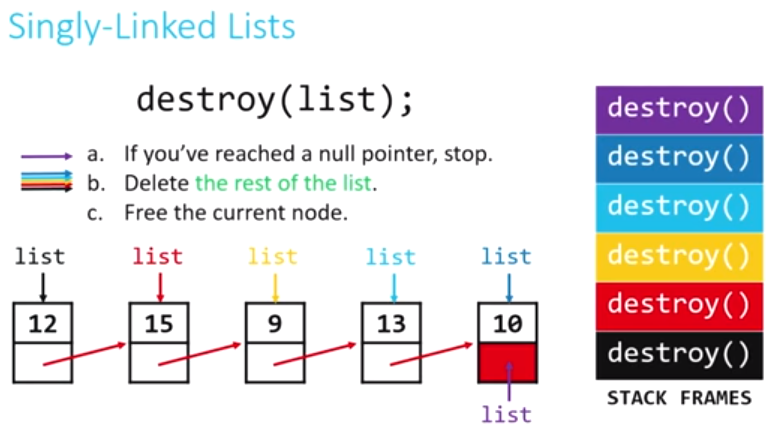 Singly-Linked Lists
destroy(list);
a. If you've reached a null pointer, stop.
b. Delete the rest of the list.
c. Free the current node.
list list list list list
12 15 9 13 10
list
destroy()
destroy()
destroy()
destroy()
destroy()
destroy()
STACK FRAMES